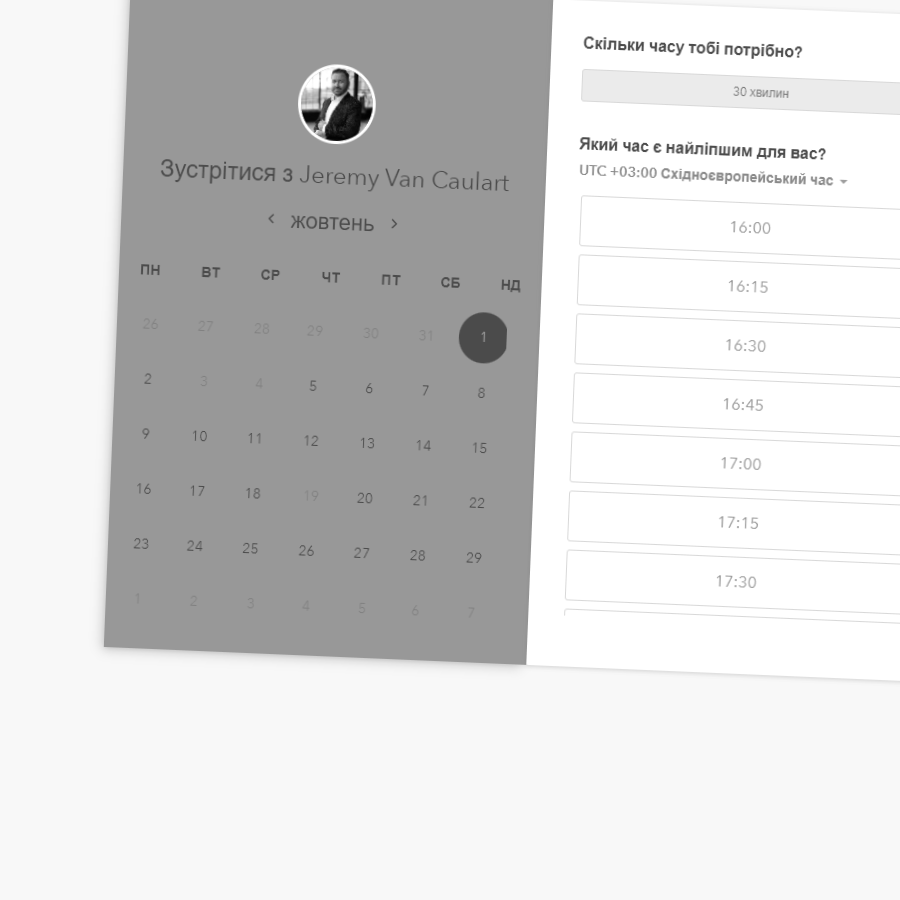 Зустрітися з Jeremy Van Caulart
жовтень
ПН ВТ СР ЧТ ПТ СБ НД
26 27 28 29 30 31 1
2 3 4 5 6 7 8
9 10 11 12 13 14 15
16 17 18 19 20 21 22
23 24 25 26 27 28 29
1 2 3 4 5 6 7
Скільки часу тобі потрібно?
30 хвилин
Який час є найліпшим для вас?
UTC +03:00 Східноєвропейський час
16:00
16:15
16:30
16:45
17:00
17:15
17:30